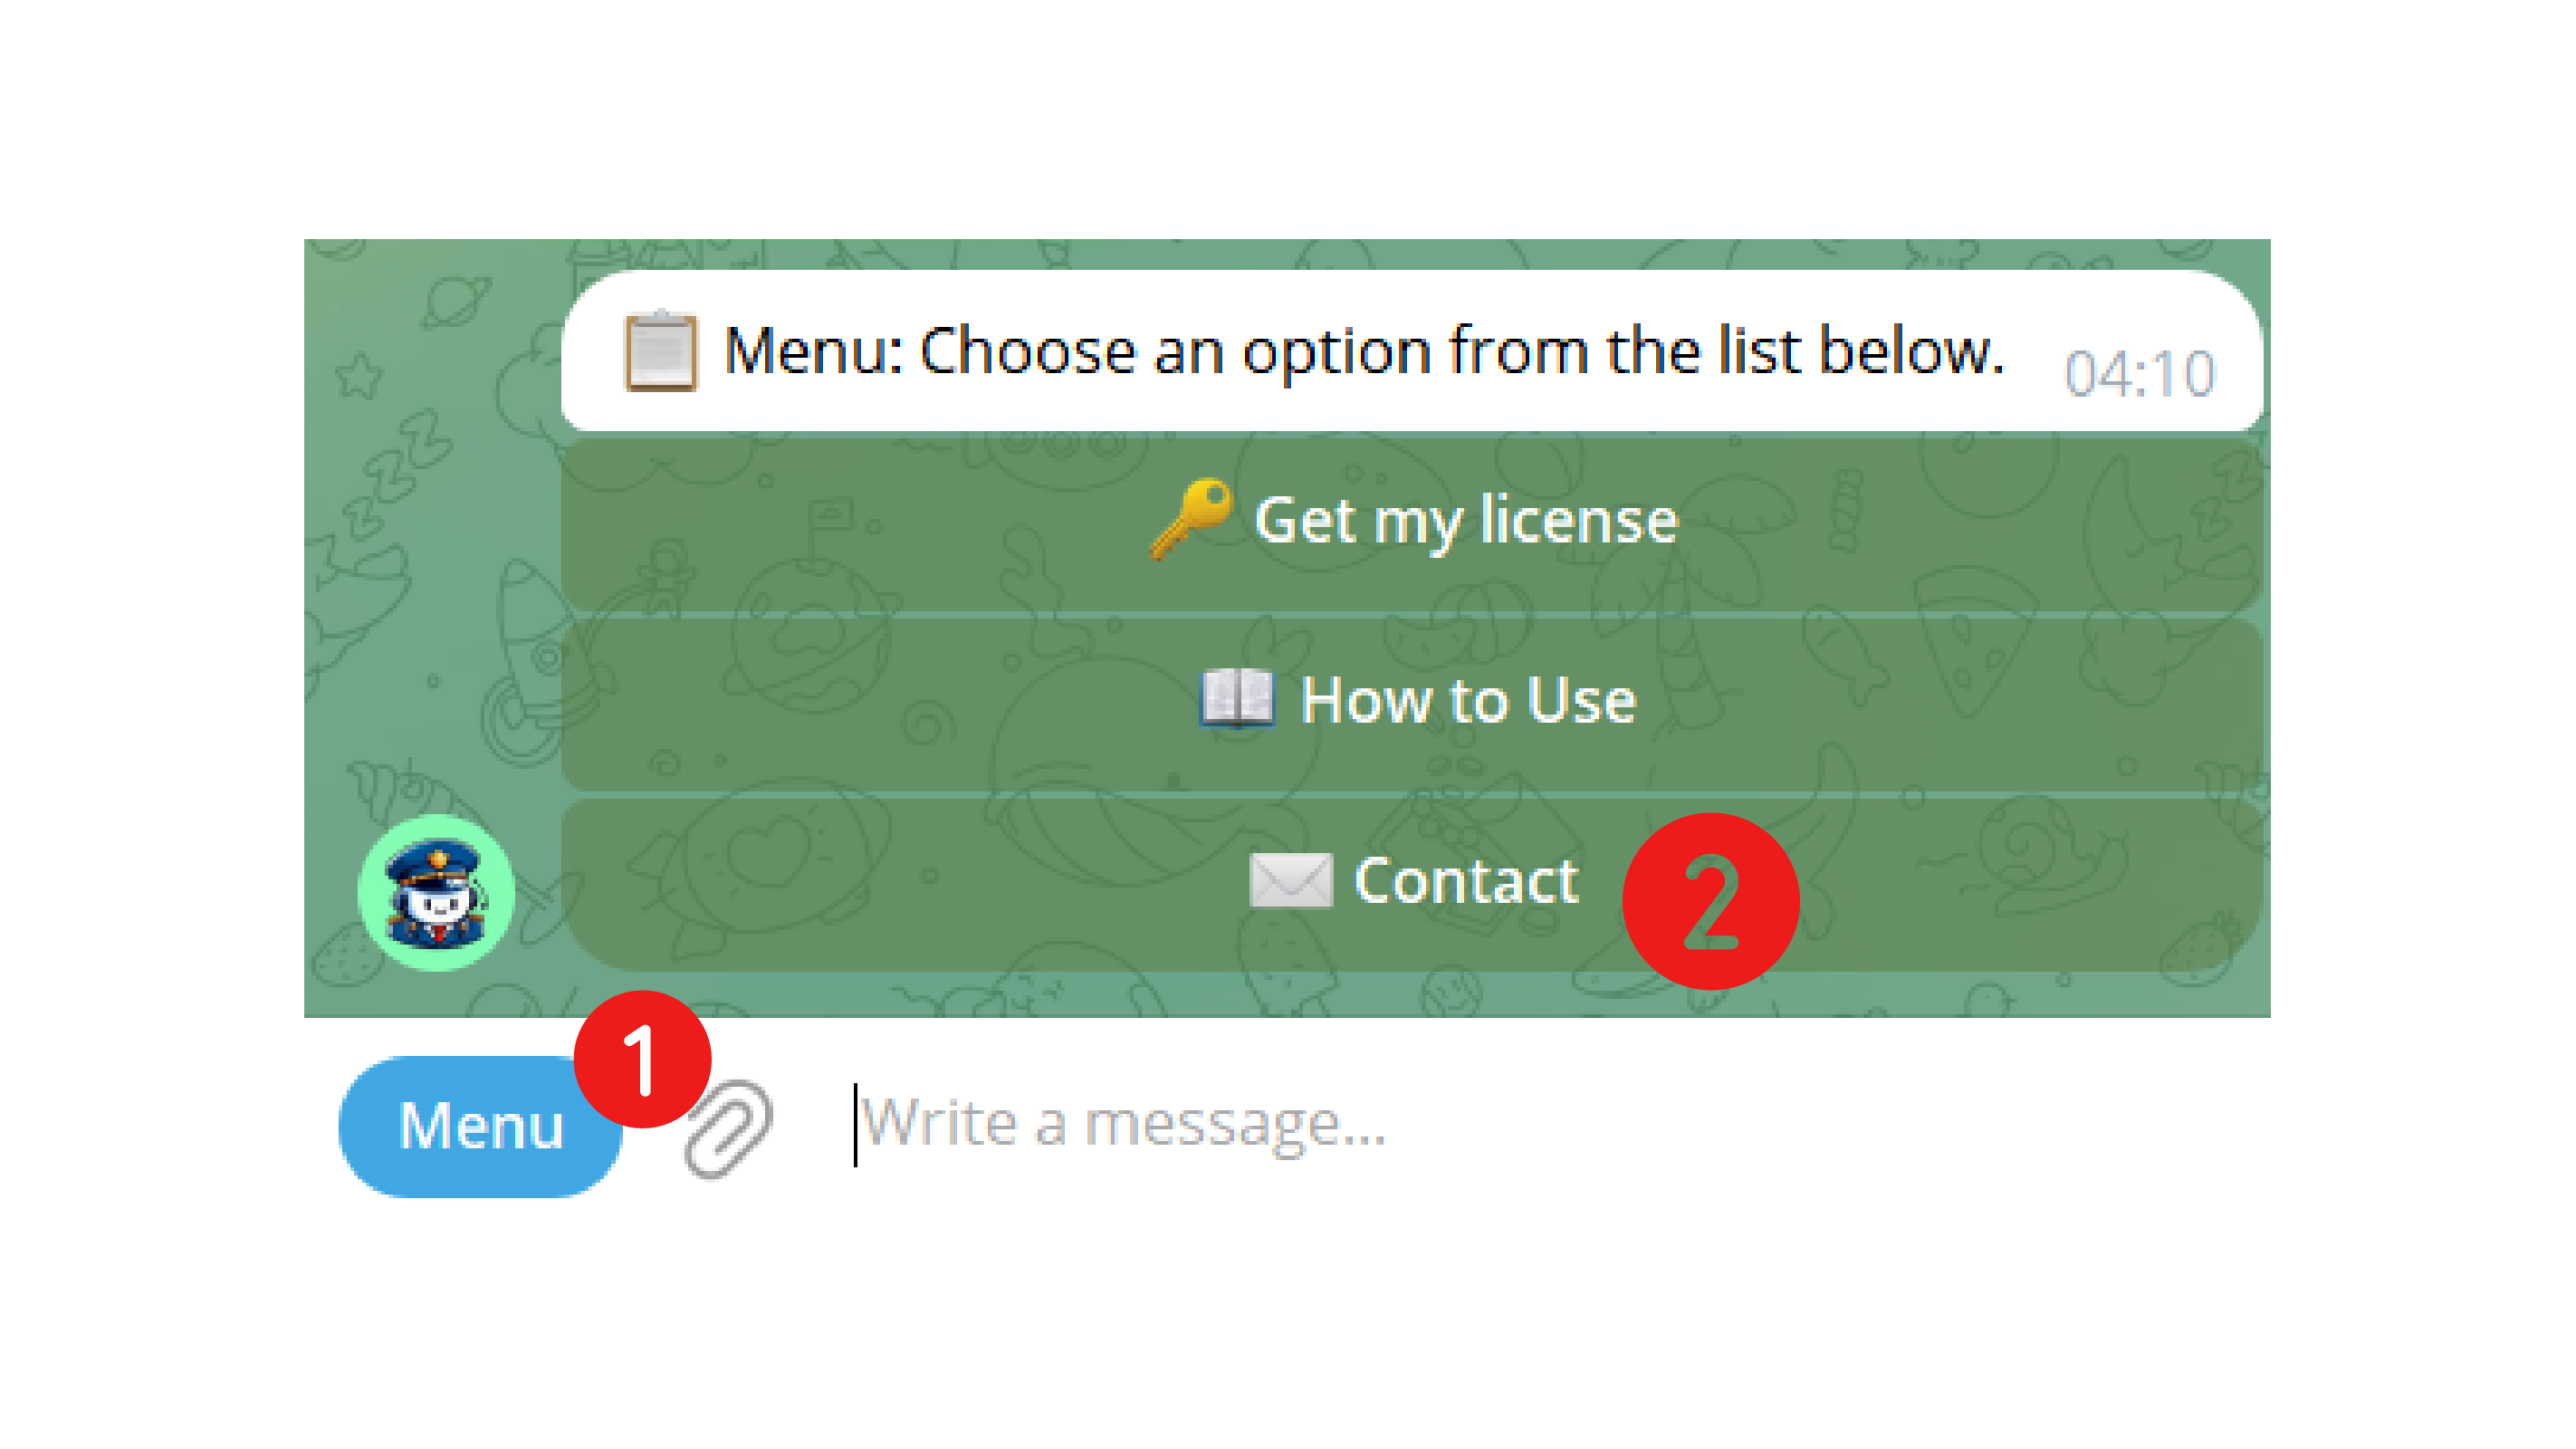 📋 Menu: Choose an option from the list below. 04:10
🔑 Get my license
📖 How to Use
✉️ Contact 2
1
Menu
Write a message...